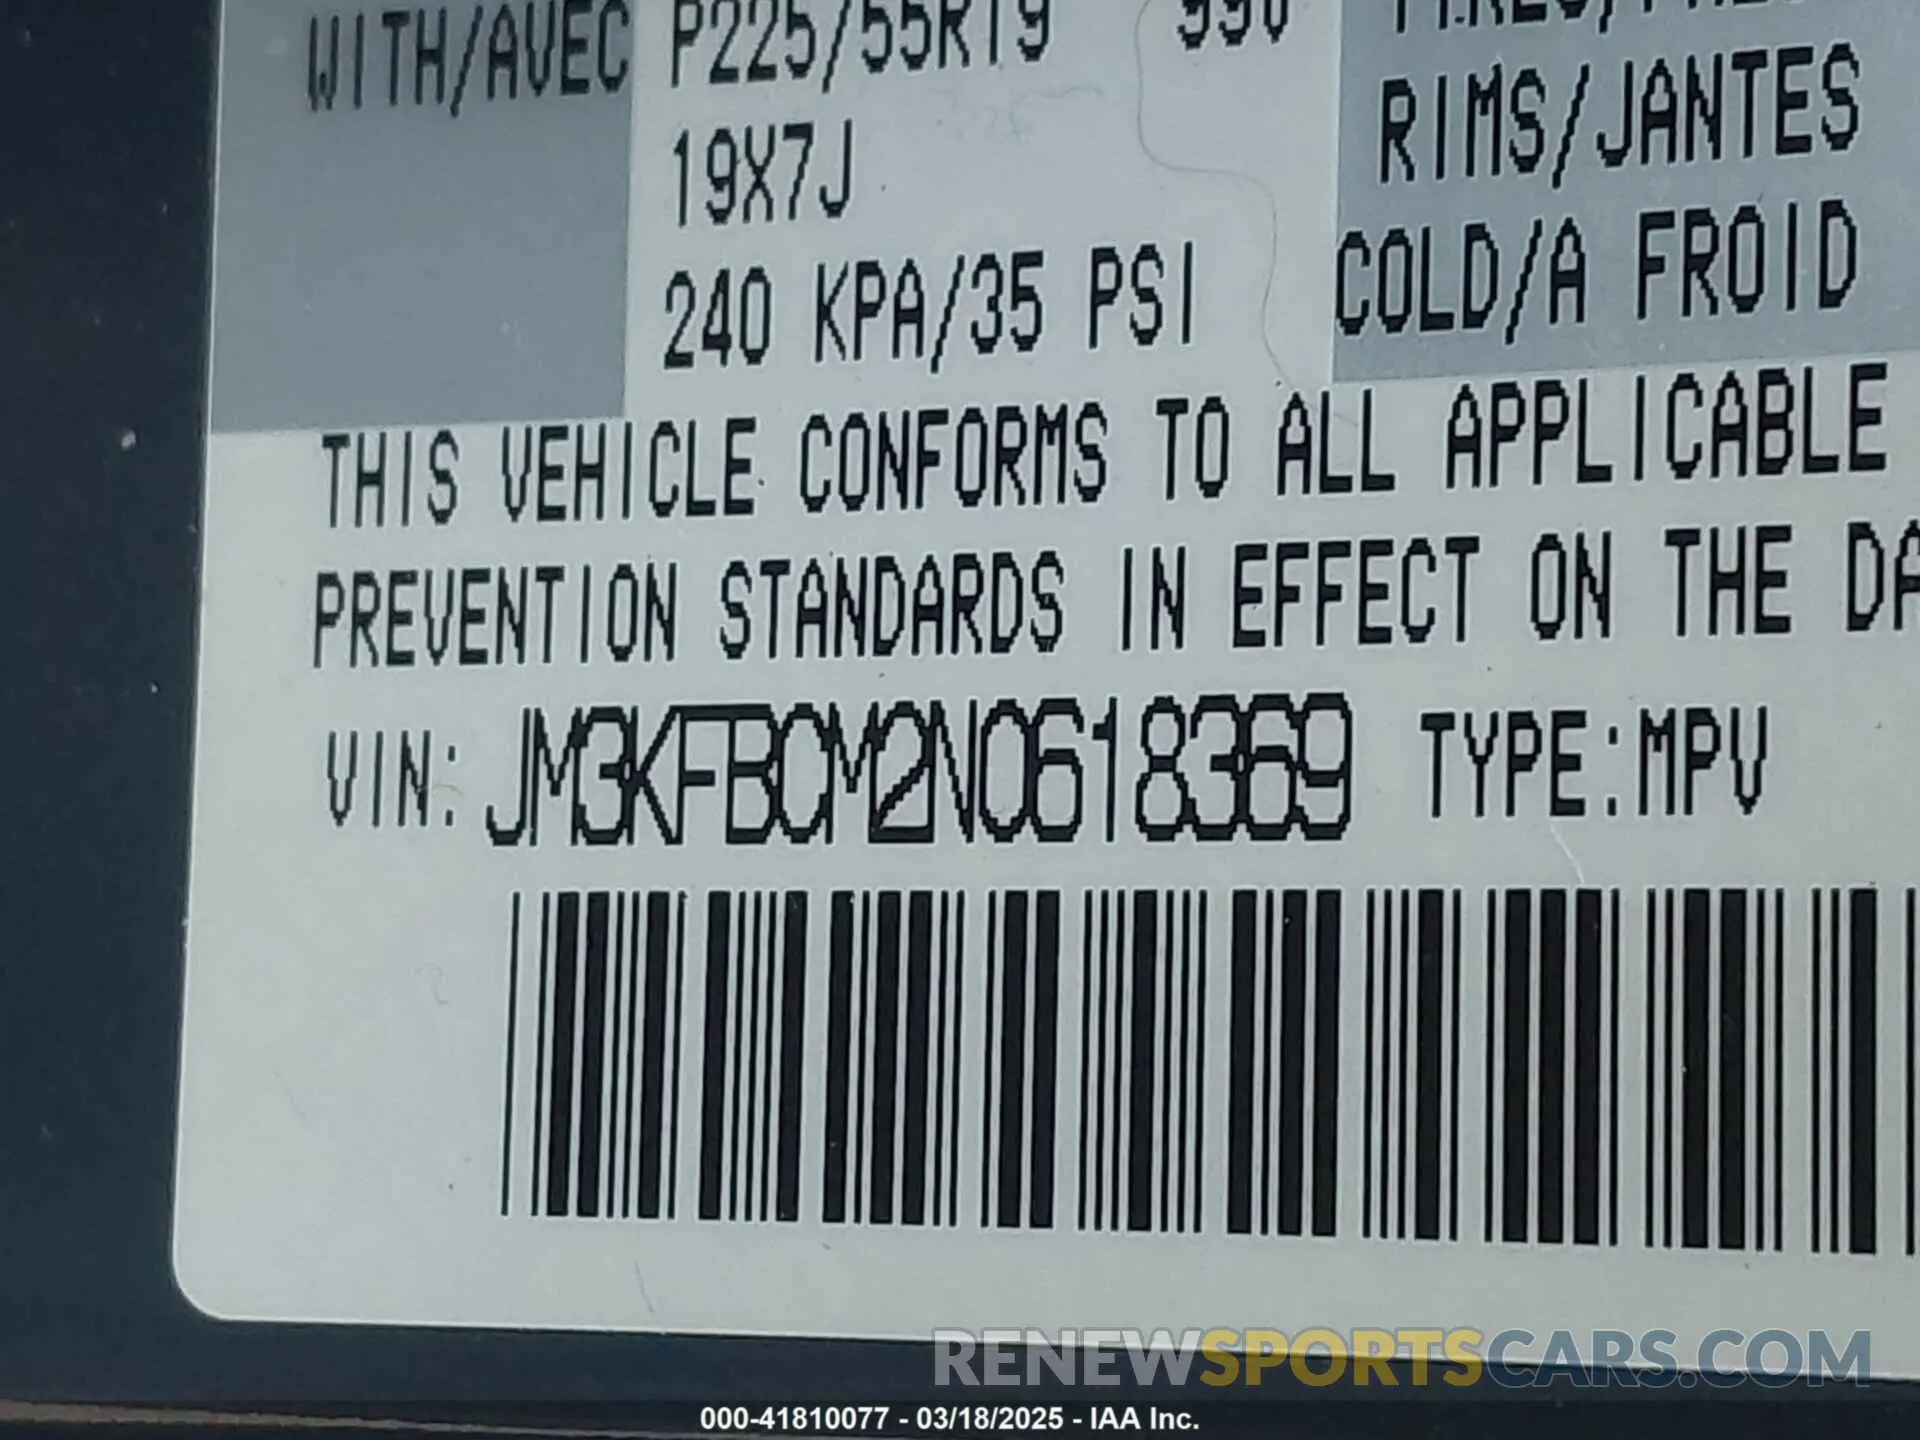 WITH/AVEC P225/55R19 99V
19X7J RIMS/JANTES
240 KPA/35 PSI COLD/A FROID
THIS VEHICLE CONFORMS TO ALL APPLICABLE
PREVENTION STANDARDS IN EFFECT ON THE DA
VIN: JM3KFBCM2N0618369 TYPE:MPV
RENEWSPORTSCARS.COM
000-41810077 - 03/18/2025 - IAA Inc.